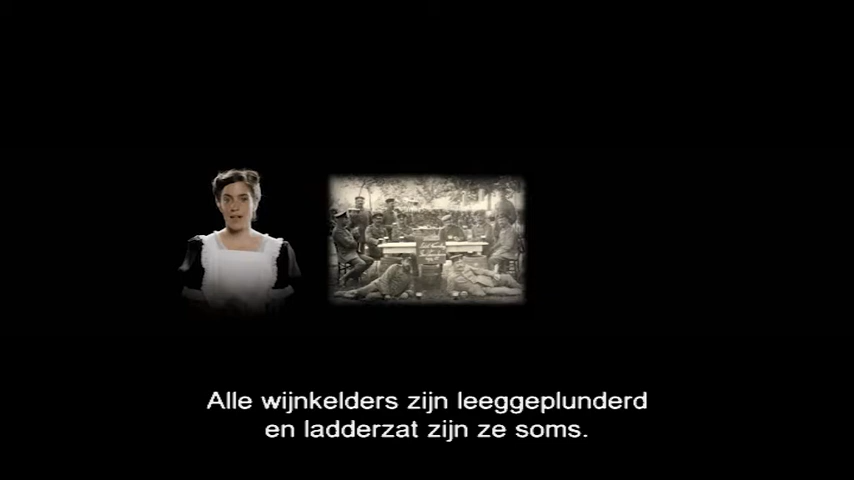 Alle wijnkelders zijn leeggeplunderd
en ladderzat zijn ze soms.